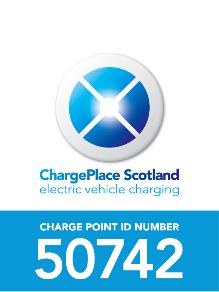 ChargePlace Scotland
electric vehicle charging
CHARGE POINT ID NUMBER
50742